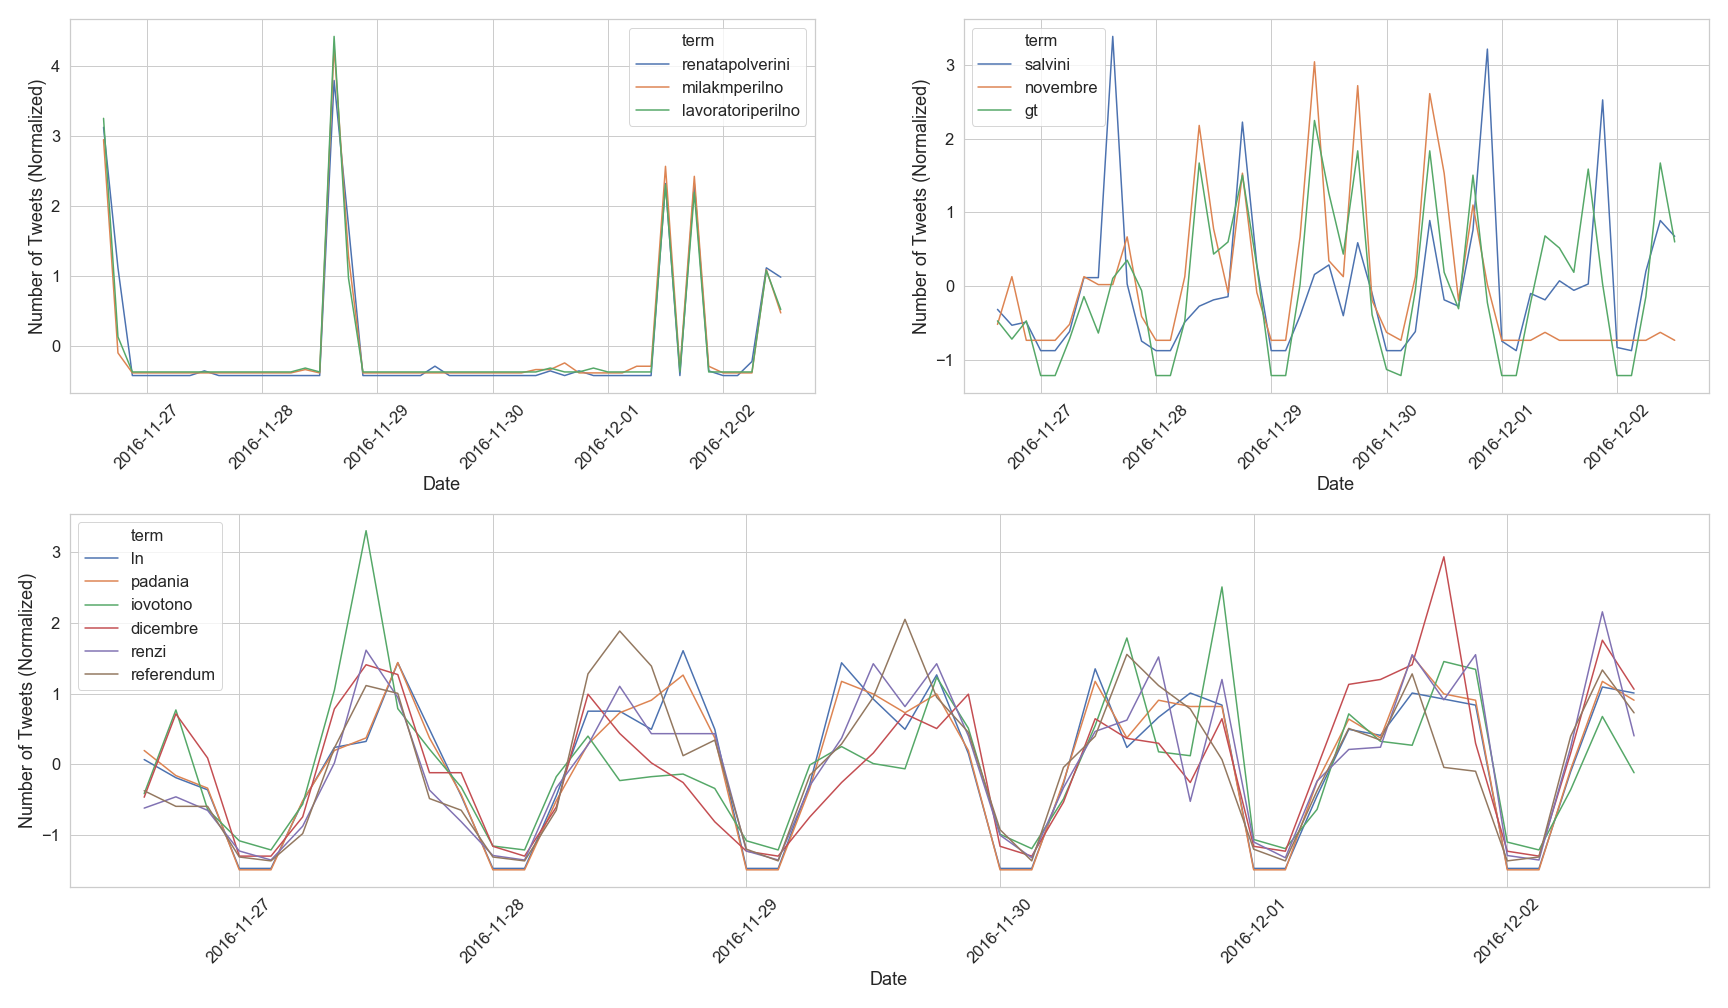 Number of Tweets (Normalized)
4
3
2
1
0
term
renatapolverini
milakmperilno
lavoratoriperilno
2016-11-27
2016-11-28
2016-11-29
2016-11-30
2016-12-01
2016-12-02
Date
Number of Tweets (Normalized)
3
2
1
0
−1
term
salvini
novembre
gt
2016-11-27
2016-11-28
2016-11-29
2016-11-30
2016-12-01
2016-12-02
Date
Number of Tweets (Normalized)
3
2
1
0
−1
term
ln
padania
iovotono
dicembre
renzi
referendum
2016-11-27
2016-11-28
2016-11-29
2016-11-30
2016-12-01
2016-12-02
Date